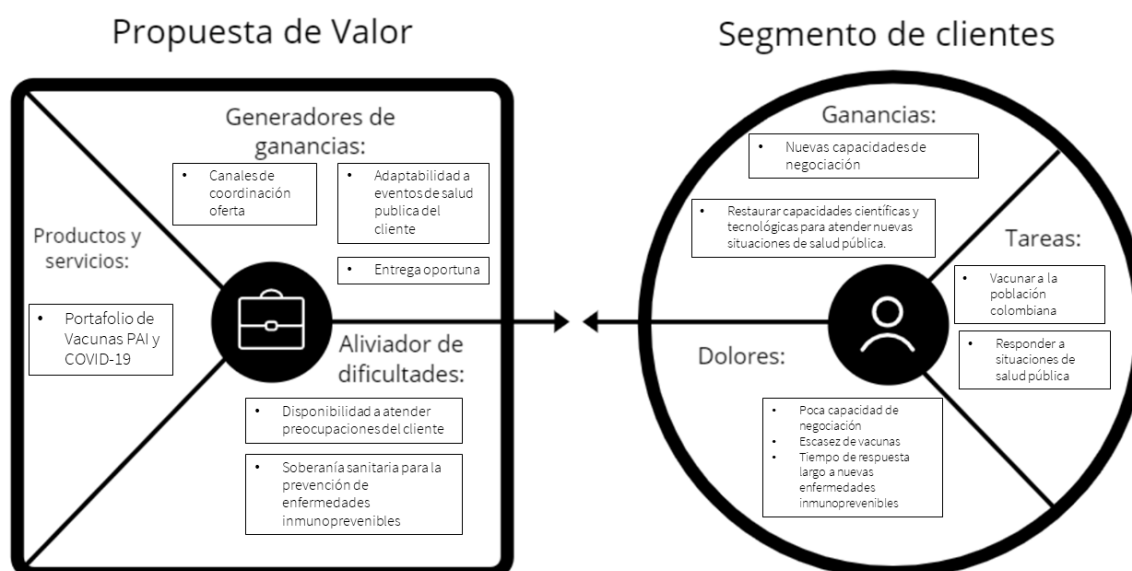 Propuesta de Valor
Generadores de
ganancias:
• Canales de
coordinación
oferta
• Adaptabilidad a
eventos de salud
publica del
cliente
• Entrega oportuna
Productos y
servicios:
• Portafolio de
Vacunas PAI y
COVID-19
Aliviador de
dificultades:
• Disponibilidad a atender
preocupaciones del cliente
• Soberanía sanitaria para la
prevención de
enfermedades
inmunoprevenibles
Segmento de clientes
Ganancias:
• Nuevas capacidades de
negociación
• Restaurar capacidades científicas y
tecnológicas para atender nuevas
situaciones de salud pública.
Tareas:
• Vacunar a la
población
colombiana
• Responder a
situaciones de
salud pública
Dolores:
• Poca capacidad de
negociación
• Escasez de vacunas
• Tiempo de respuesta
largo a nuevas
enfermedades
inmunoprevenibles